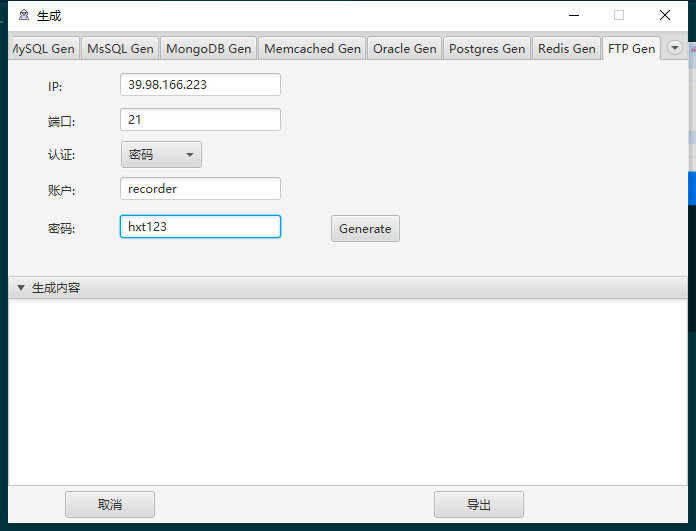 生成
MySQL Gen MsSQL Gen MongoDB Gen Memcached Gen Oracle Gen Postgres Gen Redis Gen FTP Gen
IP: 39.98.166.223
端口: 21
认证: 密码
账户: recorder
密码: hxt123 Generate
生成内容
取消 导出